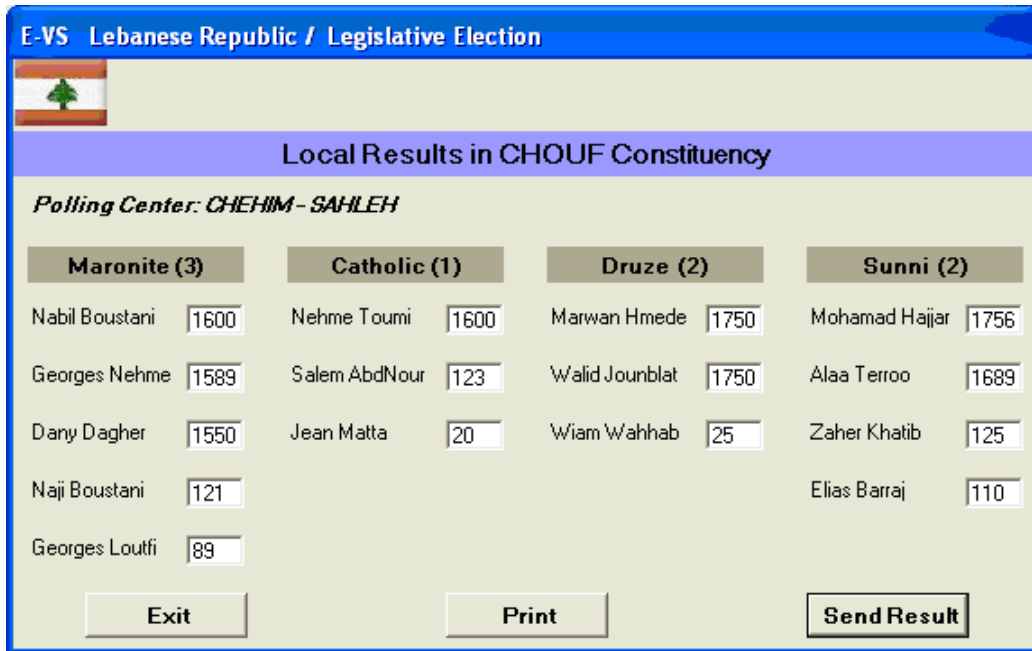 E-VS Lebanese Republic / Legislative Election
Local Results in CHOUF Constituency
Polling Center: CHEHIM - SAHLEH
Maronite (3) Catholic (1) Druze (2) Sunni (2)
Nabil Boustani 1600 Nehme Toumi 1600 Marwan Hmede 1750 Mohamad Hajjar 1756
Georges Nehme 1589 Salem AbdNour 123 Walid Jounblat 1750 Alaa Terroo 1689
Dany Dagher 1550 Jean Matta 20 Wiam Wahhab 25 Zaher Khatib 125
Naji Boustani 121 Elias Barraj 110
Georges Loutfi 89
Exit Print Send Result